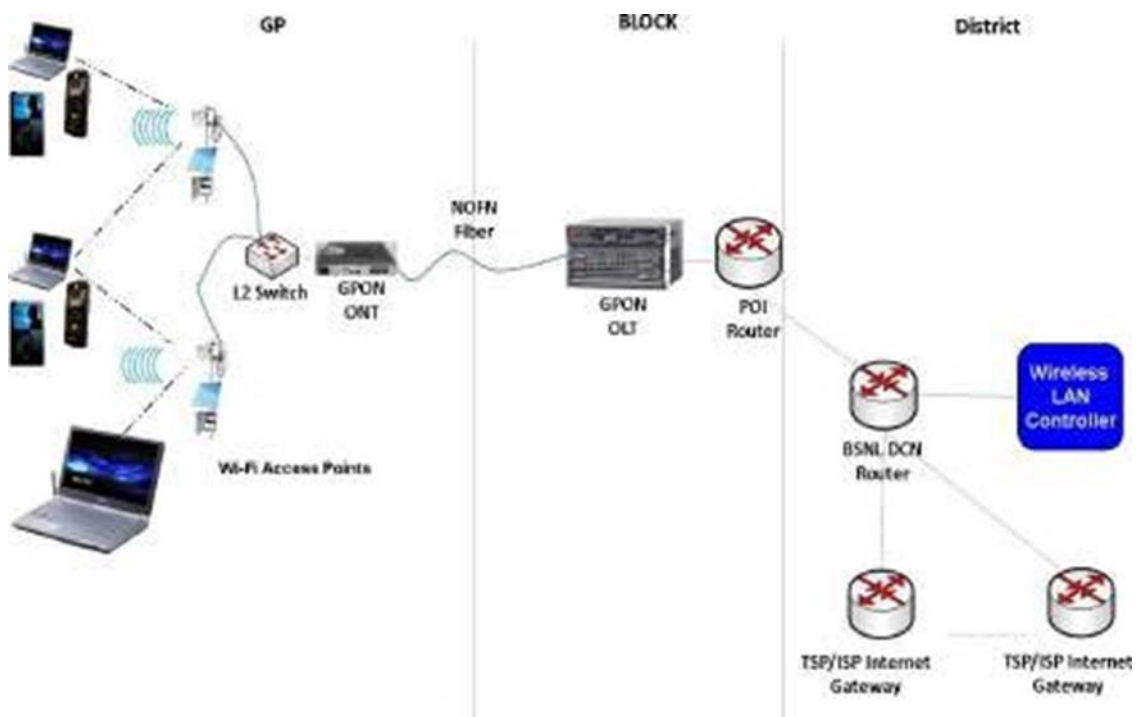 GP
BLOCK
District
NOFN
Fiber
L2 Switch
GPON
ONT
GPON
OLT
POI
Router
Wireless
LAN
Controller
BSNL DCN
Router
Wi-Fi Access Points
TSP/ISP Internet
Gateway
TSP/ISP Internet
Gateway